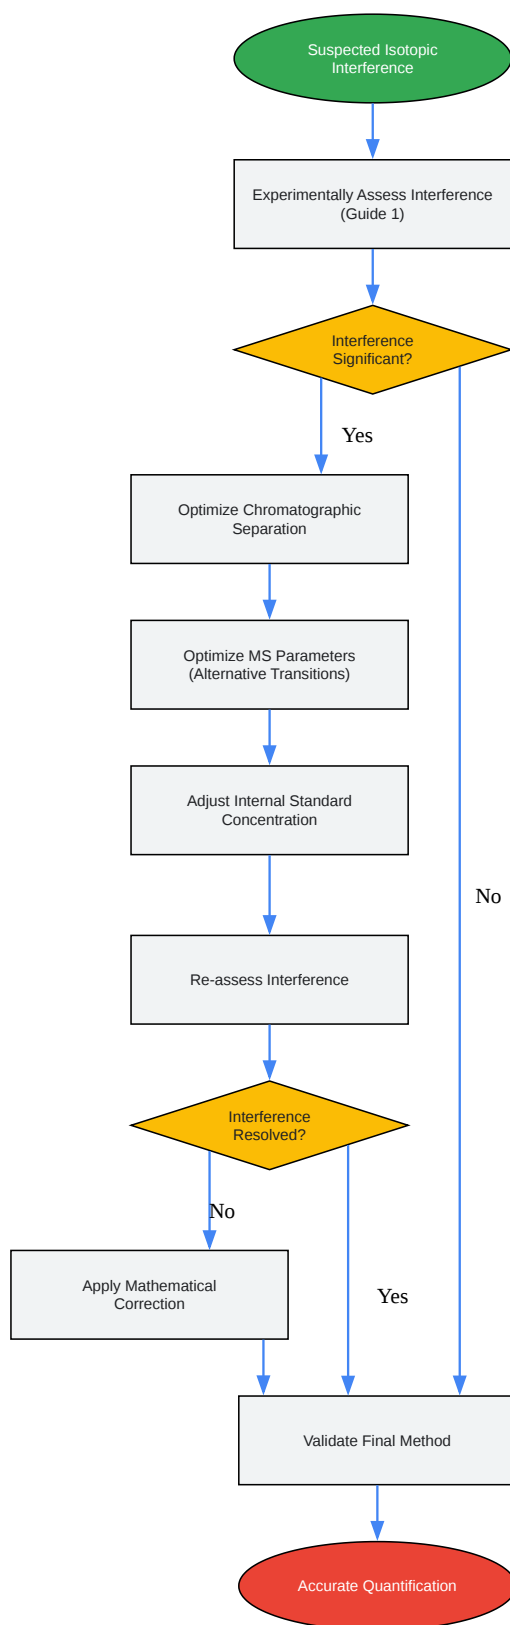 Suspected Isotopic
Interference
Experimentally Assess Interference
(Guide 1)
Interference
Significant?
Yes
Optimize Chromatographic
Separation
Optimize MS Parameters
(Alternative Transitions)
Adjust Internal Standard
Concentration
No
Re-assess Interference
Interference
Resolved?
No
Apply Mathematical
Correction
Yes
Validate Final Method
Accurate Quantification